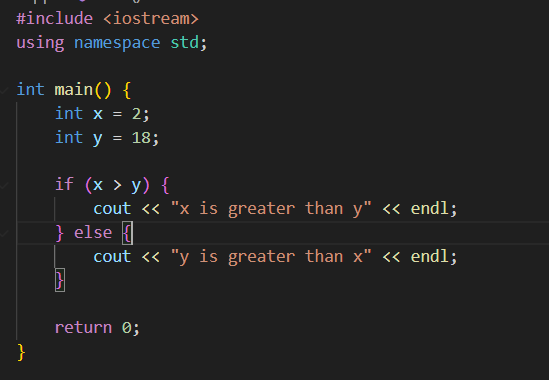 #include <iostream>
using namespace std;

int main() {
    int x = 2;
    int y = 18;

    if (x > y) {
        cout << "x is greater than y" << endl;
    } else {
        cout << "y is greater than x" << endl;
    }

    return 0;
}